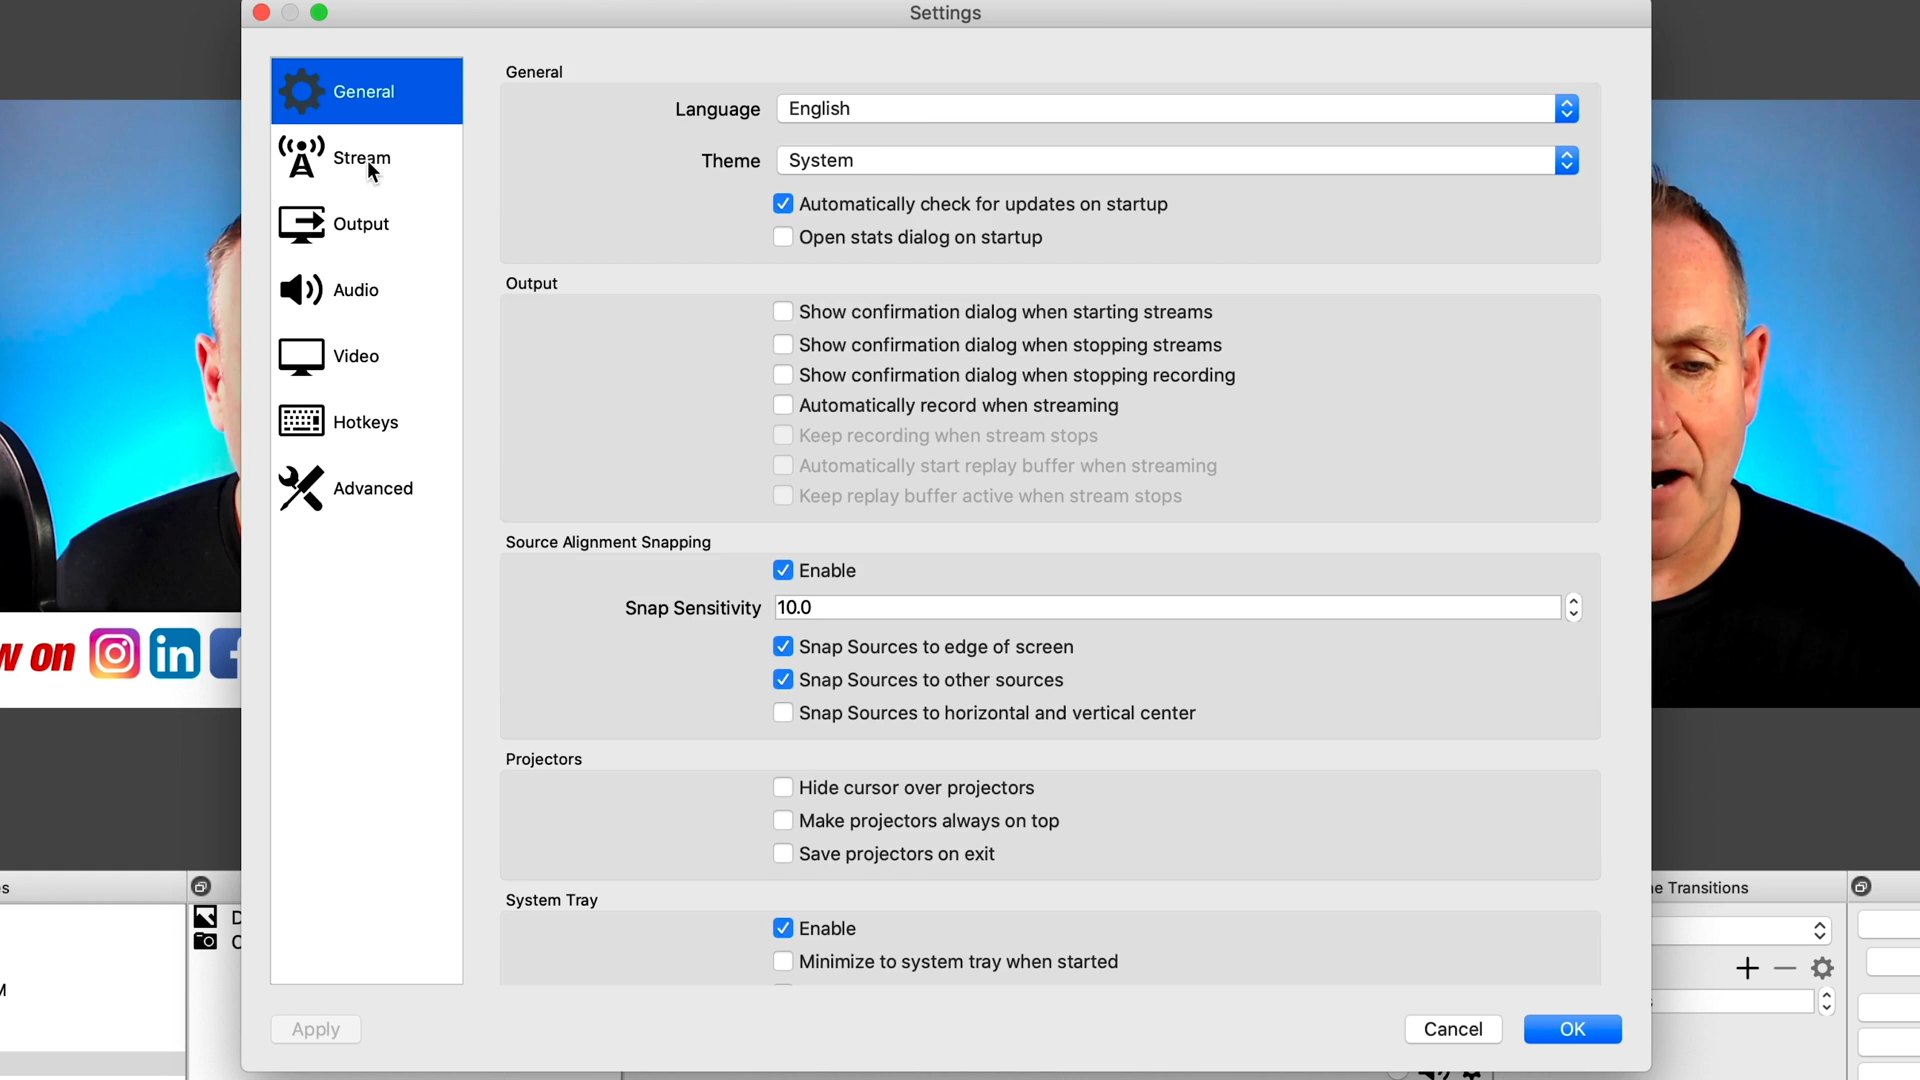 Settings
General
Stream
Output
Audio
Video
Hotkeys
Advanced
General
Language English
Theme System
Automatically check for updates on startup
Open stats dialog on startup
Output
Show confirmation dialog when starting streams
Show confirmation dialog when stopping streams
Show confirmation dialog when stopping recording
Automatically record when streaming
Keep recording when stream stops
Automatically start replay buffer when streaming
Keep replay buffer active when stream stops
Source Alignment Snapping
Enable
Snap Sensitivity 10.0
Snap Sources to edge of screen
Snap Sources to other sources
Snap Sources to horizontal and vertical center
Projectors
Hide cursor over projectors
Make projectors always on top
Save projectors on exit
System Tray
Enable
Minimize to system tray when started
Apply
Cancel
OK
w on
in
Transitions